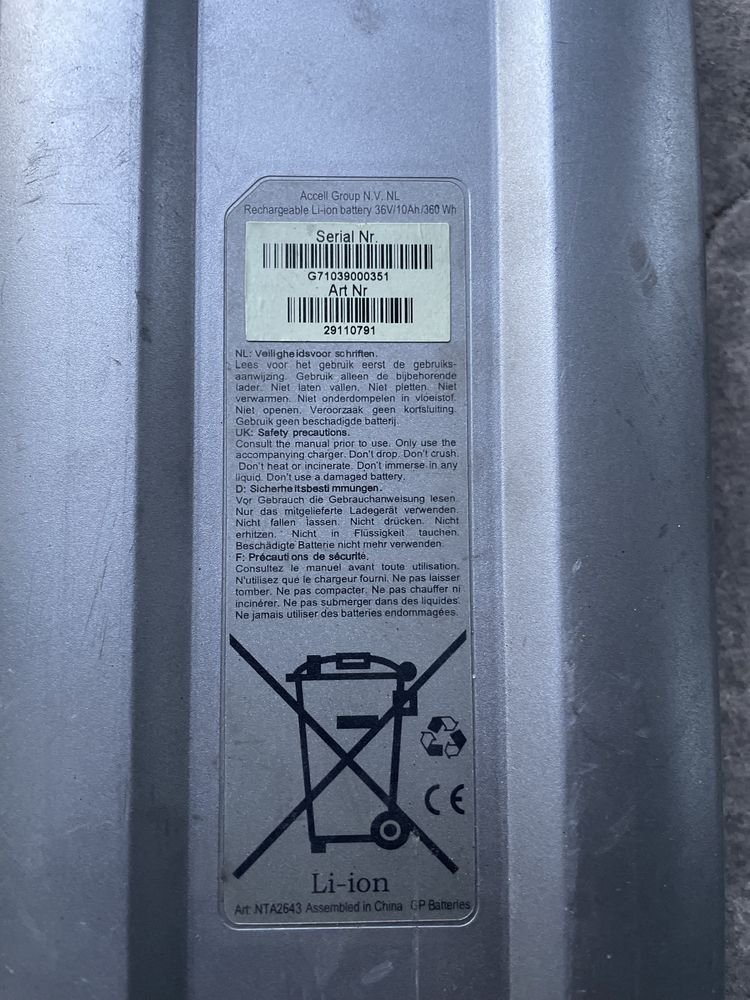 Accell Group N.V. NL
Rechargeable Li-ion battery 36V/10Ah/360 Wh
Serial Nr.
G71039000351
Art Nr
29110791
NL: Veiligheidsvoorschriften.
Lees voor het gebruik eerst de gebruiks-
aanwijzing. Gebruik alleen de bijbehorende
lader. Niet laten vallen. Niet pletten. Niet
verwarmen. Niet onderdompelen in vloeistof.
Niet openen. Veroorzaak geen kortsluiting.
Gebruik geen beschadigde batterij.
UK: Safety precautions.
Consult the manual prior to use. Only use the
accompanying charger. Don't drop. Don't crush.
Don't heat or incinerate. Don't immerse in any
liquid. Don't use a damaged battery.
D: Sicherheitsbestimmungen.
Vor Gebrauch die Gebrauchanweisung lesen.
Nur das mitgelieferte Ladegerät verwenden.
Nicht fallen lassen. Nicht drücken. Nicht
erhitzen. Nicht in Flüssigkeit tauchen.
Beschädigte Batterie nicht mehr verwenden.
F: Précautions de sécurité.
Consultez le manuel avant toute utilisation.
N'utilisez que le chargeur fourni. Ne pas laisser
tomber. Ne pas compacter. Ne pas chauffer ni
incinérer. Ne pas submerger dans des liquides.
Ne jamais utiliser des batteries endommagées.
CE
Li-ion
Art: NTA2643 Assembled in China GP Batteries